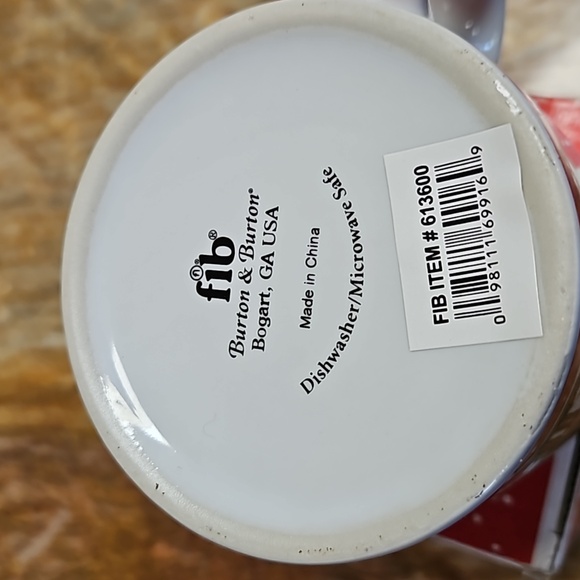 fib®
Burton & Burton®
Bogart, GA USA
Made in China
Dishwasher/Microwave Safe
FIB ITEM # 613600
0 98111 69916 9